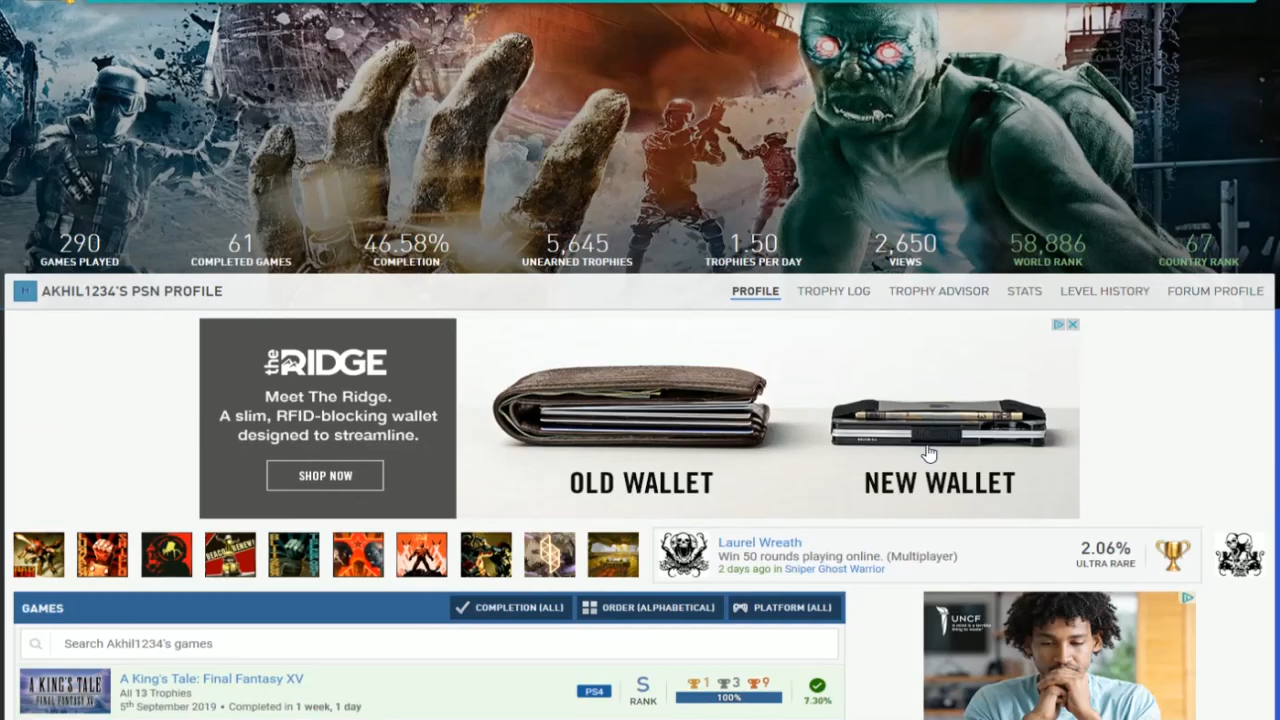 290
GAMES PLAYED
61
COMPLETED GAMES
46.58%
COMPLETION
5,645
UNEARNED TROPHIES
1.50
TROPHIES PER DAY
2,650
VIEWS
58,886
WORLD RANK
67
COUNTRY RANK
AKHIL1234'S PSN PROFILE
PROFILE
TROPHY LOG
TROPHY ADVISOR
STATS
LEVEL HISTORY
FORUM PROFILE
the RIDGE
Meet The Ridge.
A slim, RFID-blocking wallet
designed to streamline.
SHOP NOW
OLD WALLET
NEW WALLET
Laurel Wreath
Win 50 rounds playing online. (Multiplayer)
2 days ago in Sniper Ghost Warrior
2.06%
ULTRA RARE
GAMES
COMPLETION (ALL)
ORDER (ALPHABETICAL)
PLATFORM (ALL)
Search Akhil1234's games
A KING'S TALE
FINAL FANTASY XV
A King's Tale: Final Fantasy XV
All 13 Trophies
5th September 2019 • Completed in 1 week, 1 day
PS4
S
RANK
1 3 9
100%
7.30%
UNCF